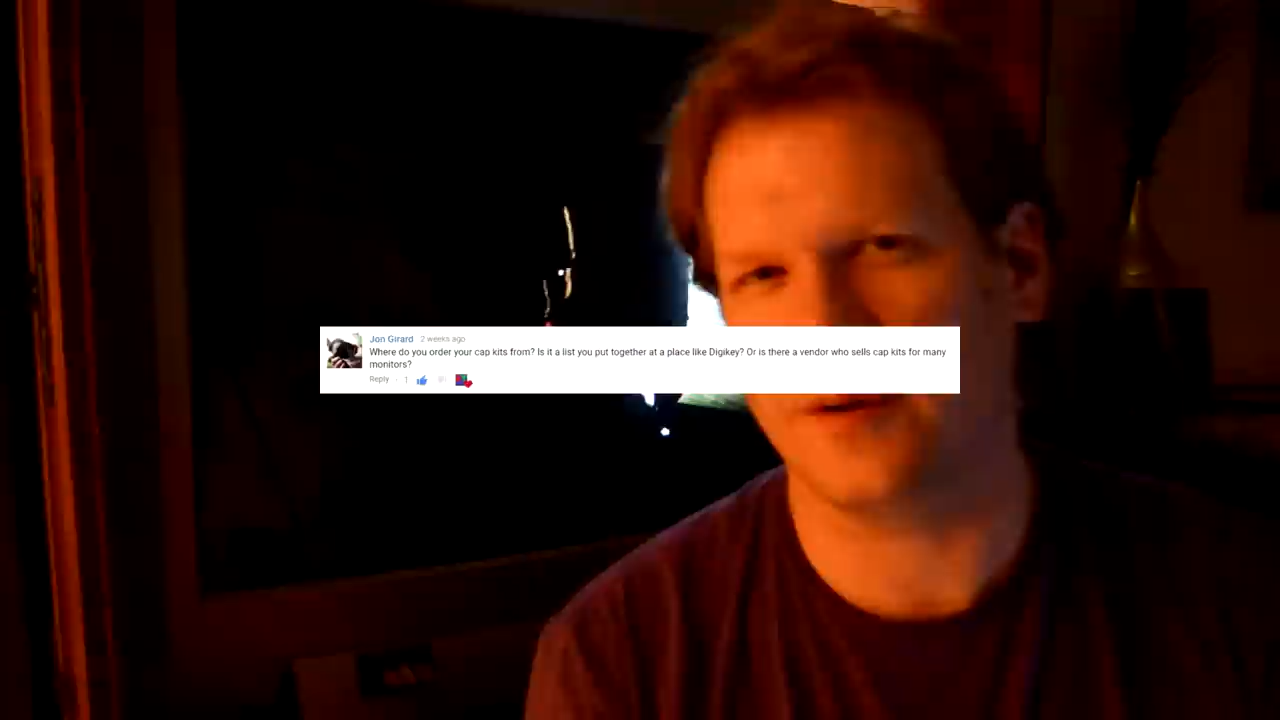 Jon Girard 2 weeks ago
Where do you order your cap kits from? Is it a list you put together at a place like Digikey? Or is there a vendor who sells cap kits for many
monitors?
Reply · 1